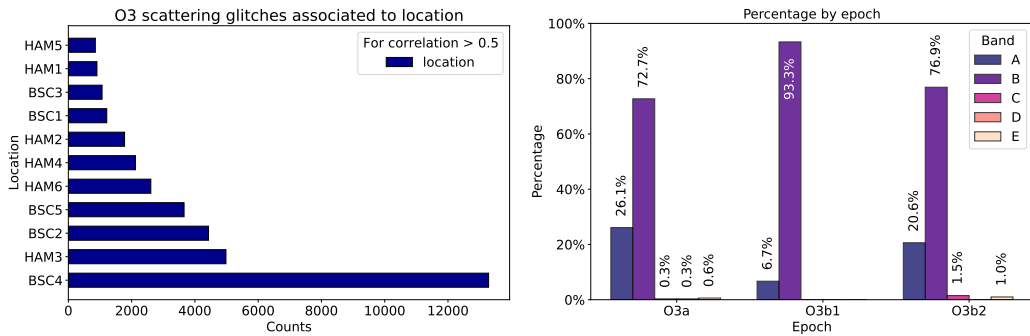 O3 scattering glitches associated to location
For correlation > 0.5
location
HAM5
HAM1
BSC3
BSC1
HAM2
HAM4
HAM6
BSC5
BSC2
HAM3
BSC4
Location
0 2000 4000 6000 8000 10000 12000
Counts
Percentage by epoch
Band
A
B
C
D
E
100%
80%
60%
40%
20%
0%
Percentage
26.1%
72.7%
0.3%
0.3%
0.6%
6.7%
93.3%
20.6%
76.9%
1.5%
1.0%
O3a O3b1 O3b2
Epoch